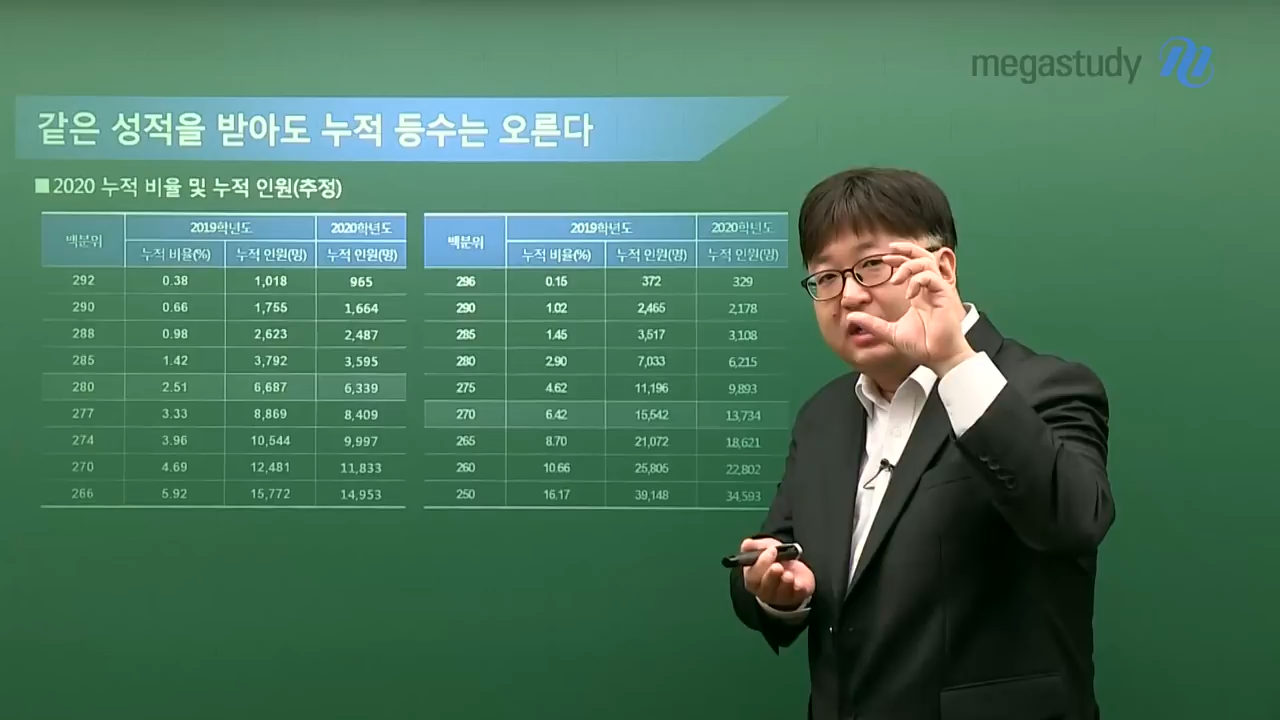 megastudy
같은 성적을 받아도 누적 등수는 오른다
■2020 누적 비율 및 누적 인원(추정)
백분위 2019학년도 2020학년도
누적 비율(%) 누적 인원(명) 누적 인원(명)
292 0.38 1,018 965
290 0.66 1,755 1,664
288 0.98 2,623 2,487
285 1.42 3,792 3,595
280 2.51 6,687 6,339
277 3.33 8,869 8,409
274 3.96 10,544 9,997
270 4.69 12,481 11,833
266 5.92 15,772 14,953
백분위 2019학년도 2020학년도
누적 비율(%) 누적 인원(명) 누적 인원(명)
296 0.15 372 329
290 1.02 2,465 2,178
285 1.45 3,517 3,108
280 2.90 7,033 6,215
275 4.62 11,196 9,893
270 6.42 15,542 13,734
265 8.70 21,072 18,621
260 10.66 25,805 22,802
250 16.17 39,148 34,593